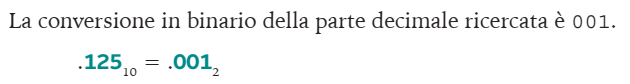 La conversione in binario della parte decimale ricercata è 001.
.125₁₀ = .001₂